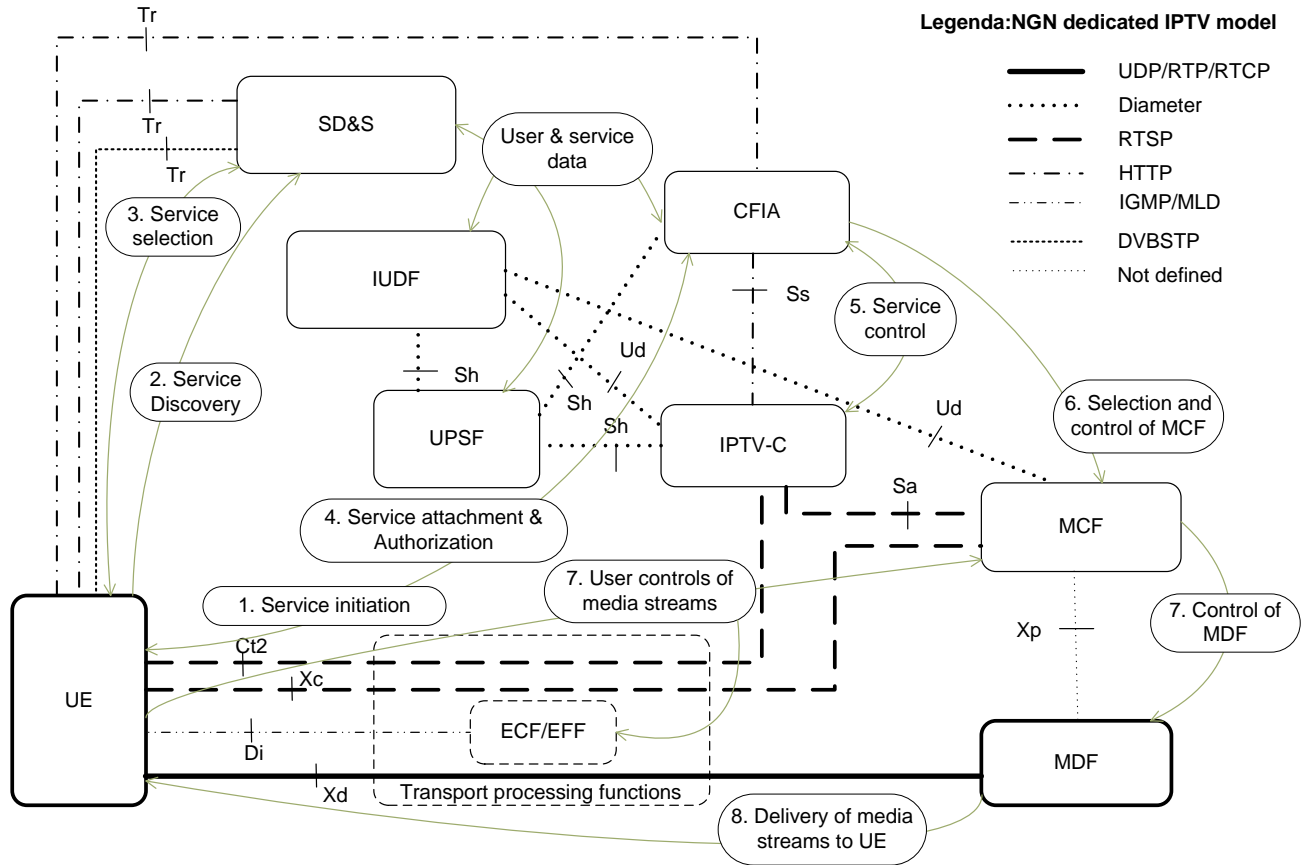 Tr
Legenda:NGN dedicated IPTV model
UDP/RTP/RTCP
Diameter
RTSP
HTTP
IGMP/MLD
DVBSTP
Not defined
Tr
Tr
SD&S
User & service
data
3. Service
selection
CFIA
IUDF
Ss
5. Service
control
2. Service
Discovery
Sh
Ud
Sh
Sh
UPSF
IPTV-C
Ud
6. Selection and
control of MCF
Sa
MCF
4. Service attachment &
Authorization
1. Service initiation
7. User controls of
media streams
Xp
7. Control of
MDF
Ct2
Xc
UE
ECF/EFF
Di
MDF
Xd
Transport processing functions
8. Delivery of media
streams to UE